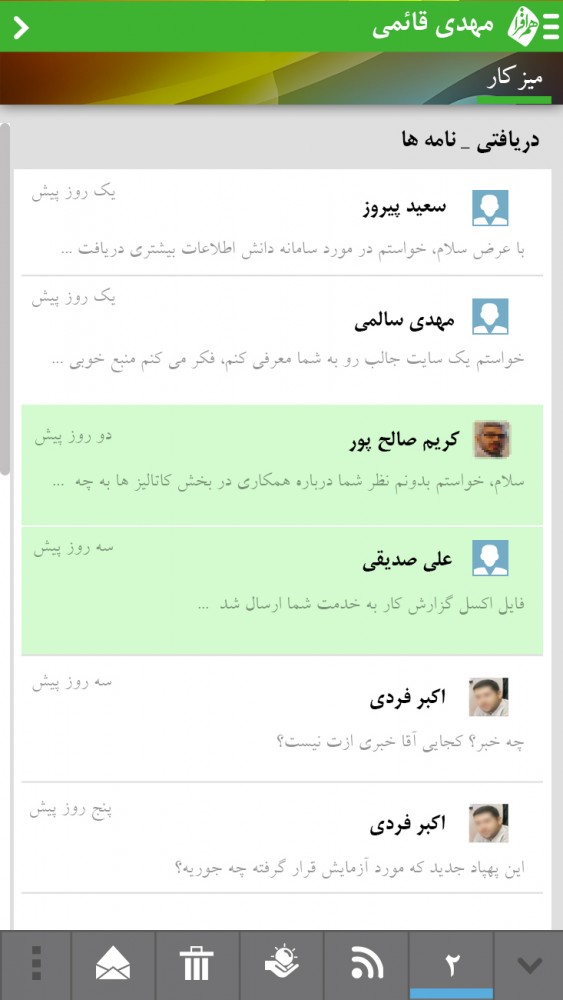 مهدی قائمی
میز کار
دریافتی _ نامه ها
سعید پیروز
یک روز پیش
با عرض سلام، خواستم در مورد سامانه دانش اطلاعات بیشتری دریافت ...
مهدی سالمی
یک روز پیش
خواستم یک سایت جالب رو به شما معرفی کنم، فکر می کنم منبع خوبی ...
کریم صالح پور
دو روز پیش
سلام، خواستم بدونم نظر شما درباره همکاری در بخش کاتالیز ها به چه ...
علی صدیقی
سه روز پیش
فایل اکسل گزارش کار به خدمت شما ارسال شد ...
اکبر فردی
سه روز پیش
چه خبر؟ کجایی آقا خبری ازت نیست؟
اکبر فردی
پنج روز پیش
این پهپاد جدید که مورد آزمایش قرار گرفته چه جوریه؟
۲